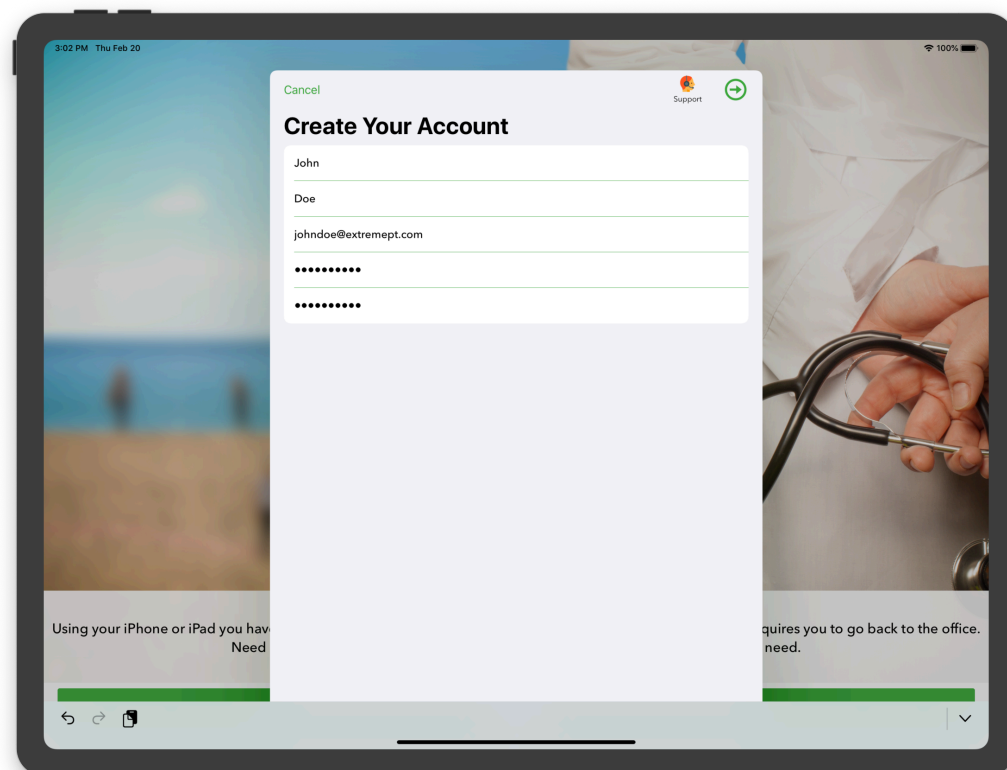 3:02 PM Thu Feb 20
100%
Cancel
Support
Create Your Account
John
Doe
johndoe@extremept.com
••••••••••
••••••••••
Using your iPhone or iPad you hav
quires you to go back to the office.
Need
need.